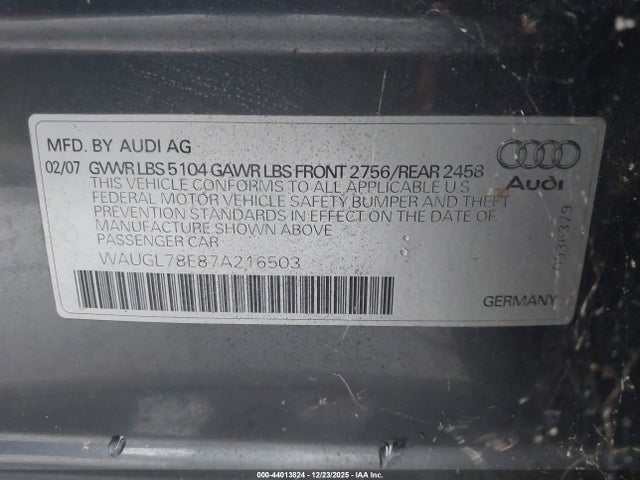 MFD. BY AUDI AG
02/07 GVWR LBS 5104 GAWR LBS FRONT 2756/REAR 2458
THIS VEHICLE CONFORMS TO ALL APPLICABLE U.S
FEDERAL MOTOR VEHICLE SAFETY BUMPER AND THEFT
PREVENTION STANDARDS IN EFFECT ON THE DATE OF
MANUFACTURE SHOWN ABOVE
PASSENGER CAR
WAUGL78E87A216503
Audi
GERMANY
000-44013824 - 12/23/2025 - IAA Inc.